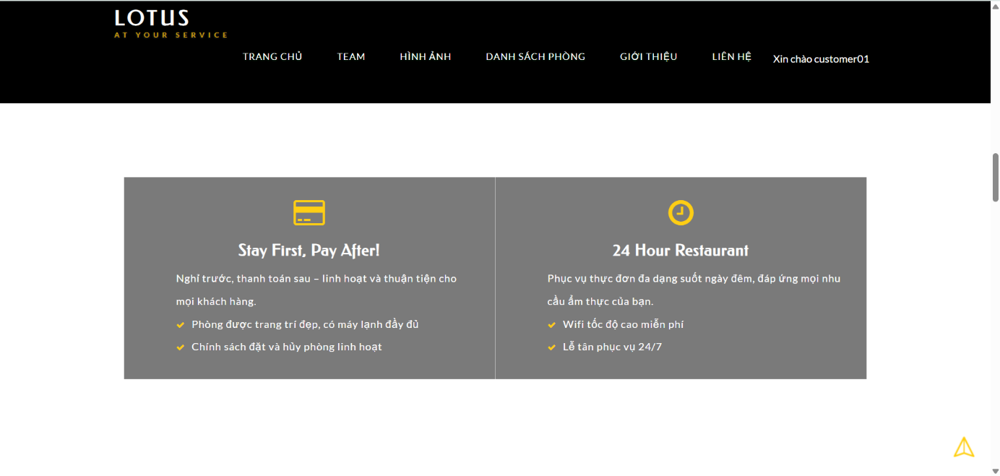 LOTUS
AT YOUR SERVICE
TRANG CHỦ TEAM HÌNH ẢNH DANH SÁCH PHÒNG GIỚI THIỆU LIÊN HỆ Xin chào customer01
Stay First, Pay After!
Nghỉ trước, thanh toán sau – linh hoạt và thuận tiện cho
mọi khách hàng.
Phòng được trang trí đẹp, có máy lạnh đầy đủ
Chính sách đặt và hủy phòng linh hoạt
24 Hour Restaurant
Phục vụ thực đơn đa dạng suốt ngày đêm, đáp ứng mọi nhu
cầu ẩm thực của bạn.
Wifi tốc độ cao miễn phí
Lễ tân phục vụ 24/7